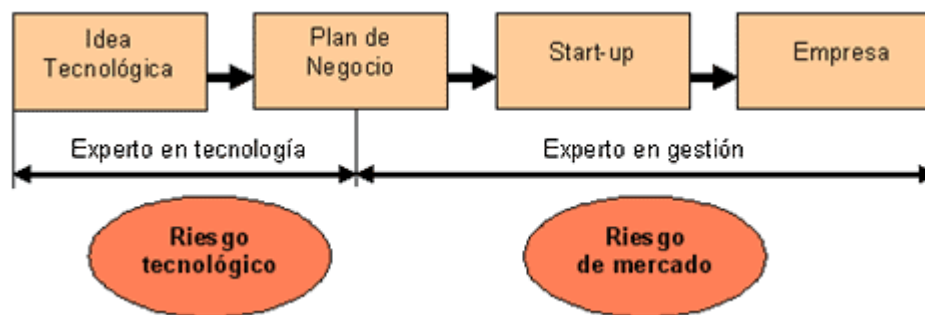 Idea
Tecnológica
Plan de
Negocio
Start-up
Empresa
Experto en tecnología
Experto en gestión
Riesgo
tecnológico
Riesgo
de mercado